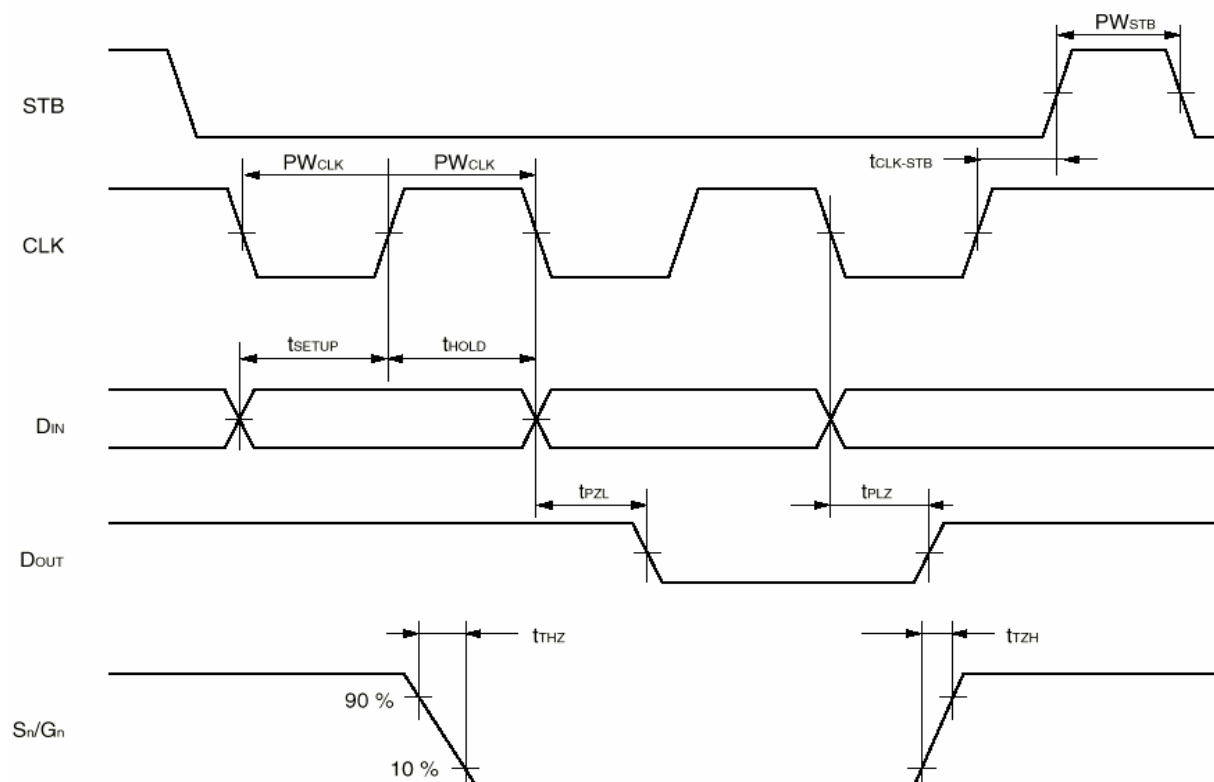 PWSTB
STB
tCLK-STB
PWCLK PWCLK
CLK
tSETUP tHOLD
DIN
tPZL tPLZ
DOUT
tTHZ tTZH
90 %
Sn/Gn
10 %